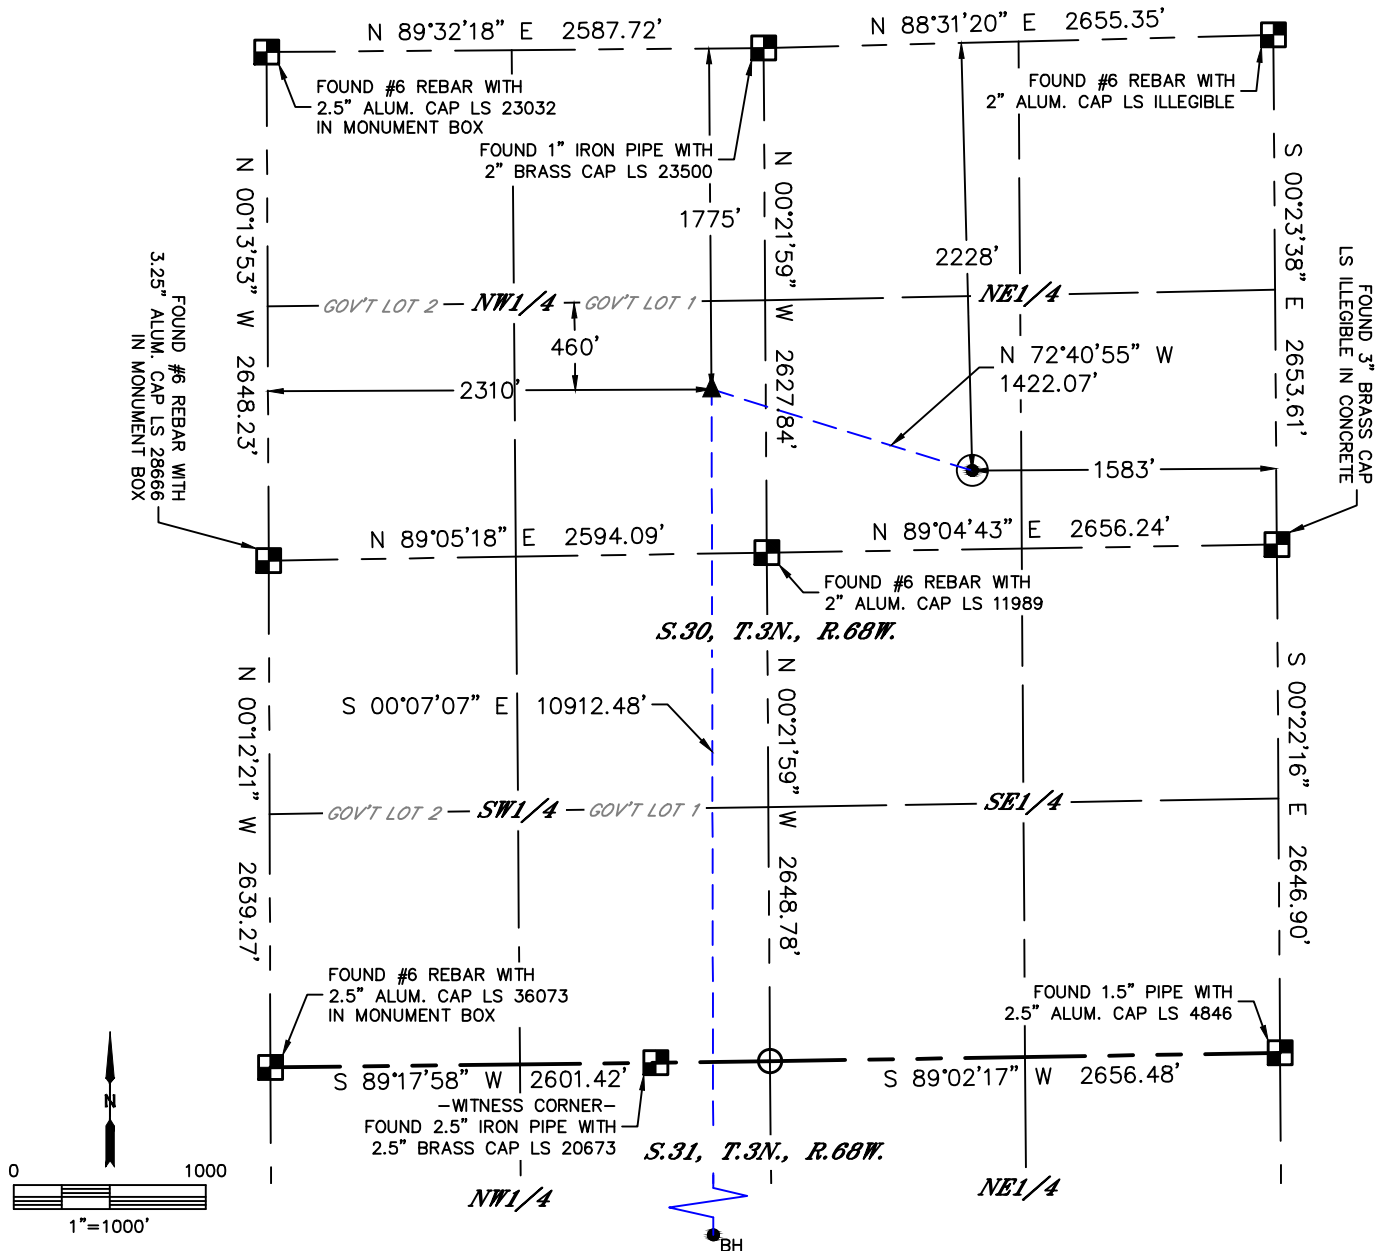 N 89°32'18" E 2587.72'
N 88°31'20" E 2655.35'
FOUND #6 REBAR WITH
2.5" ALUM. CAP LS 23032
IN MONUMENT BOX
FOUND #6 REBAR WITH
2" ALUM. CAP LS ILLEGIBLE
FOUND 1" IRON PIPE WITH
2" BRASS CAP LS 23500
1775'
N 00°13'53" W 2648.23'
N 00°21'59" W 2627.84'
S 00°23'38" E 2653.61'
2228'
FOUND #6 REBAR WITH
3.25" ALUM. CAP LS 28666
IN MONUMENT BOX
FOUND 3" BRASS CAP
LS ILLEGIBLE IN CONCRETE
GOV'T LOT 2
NW1/4
GOV'T LOT 1
NE1/4
460'
N 72°40'55" W
1422.07'
2310'
1583'
N 89°05'18" E 2594.09'
N 89°04'43" E 2656.24'
FOUND #6 REBAR WITH
2" ALUM. CAP LS 11989
S.30, T.3N., R.68W.
N 00°12'21" W 2639.27'
S 00°07'07" E 10912.48'
N 00°21'59" W 2648.78'
S 00°22'16" E 2646.90'
GOV'T LOT 2
SW1/4
GOV'T LOT 1
SE1/4
FOUND #6 REBAR WITH
2.5" ALUM. CAP LS 36073
IN MONUMENT BOX
FOUND 1.5" PIPE WITH
2.5" ALUM. CAP LS 4846
S 89°17'58" W 2601.42'
S 89°02'17" W 2656.48'
-WITNESS CORNER-
FOUND 2.5" IRON PIPE WITH
2.5" BRASS CAP LS 20673
S.31, T.3N., R.68W.
N
0 1000
1"=1000'
NW1/4
NE1/4
BH